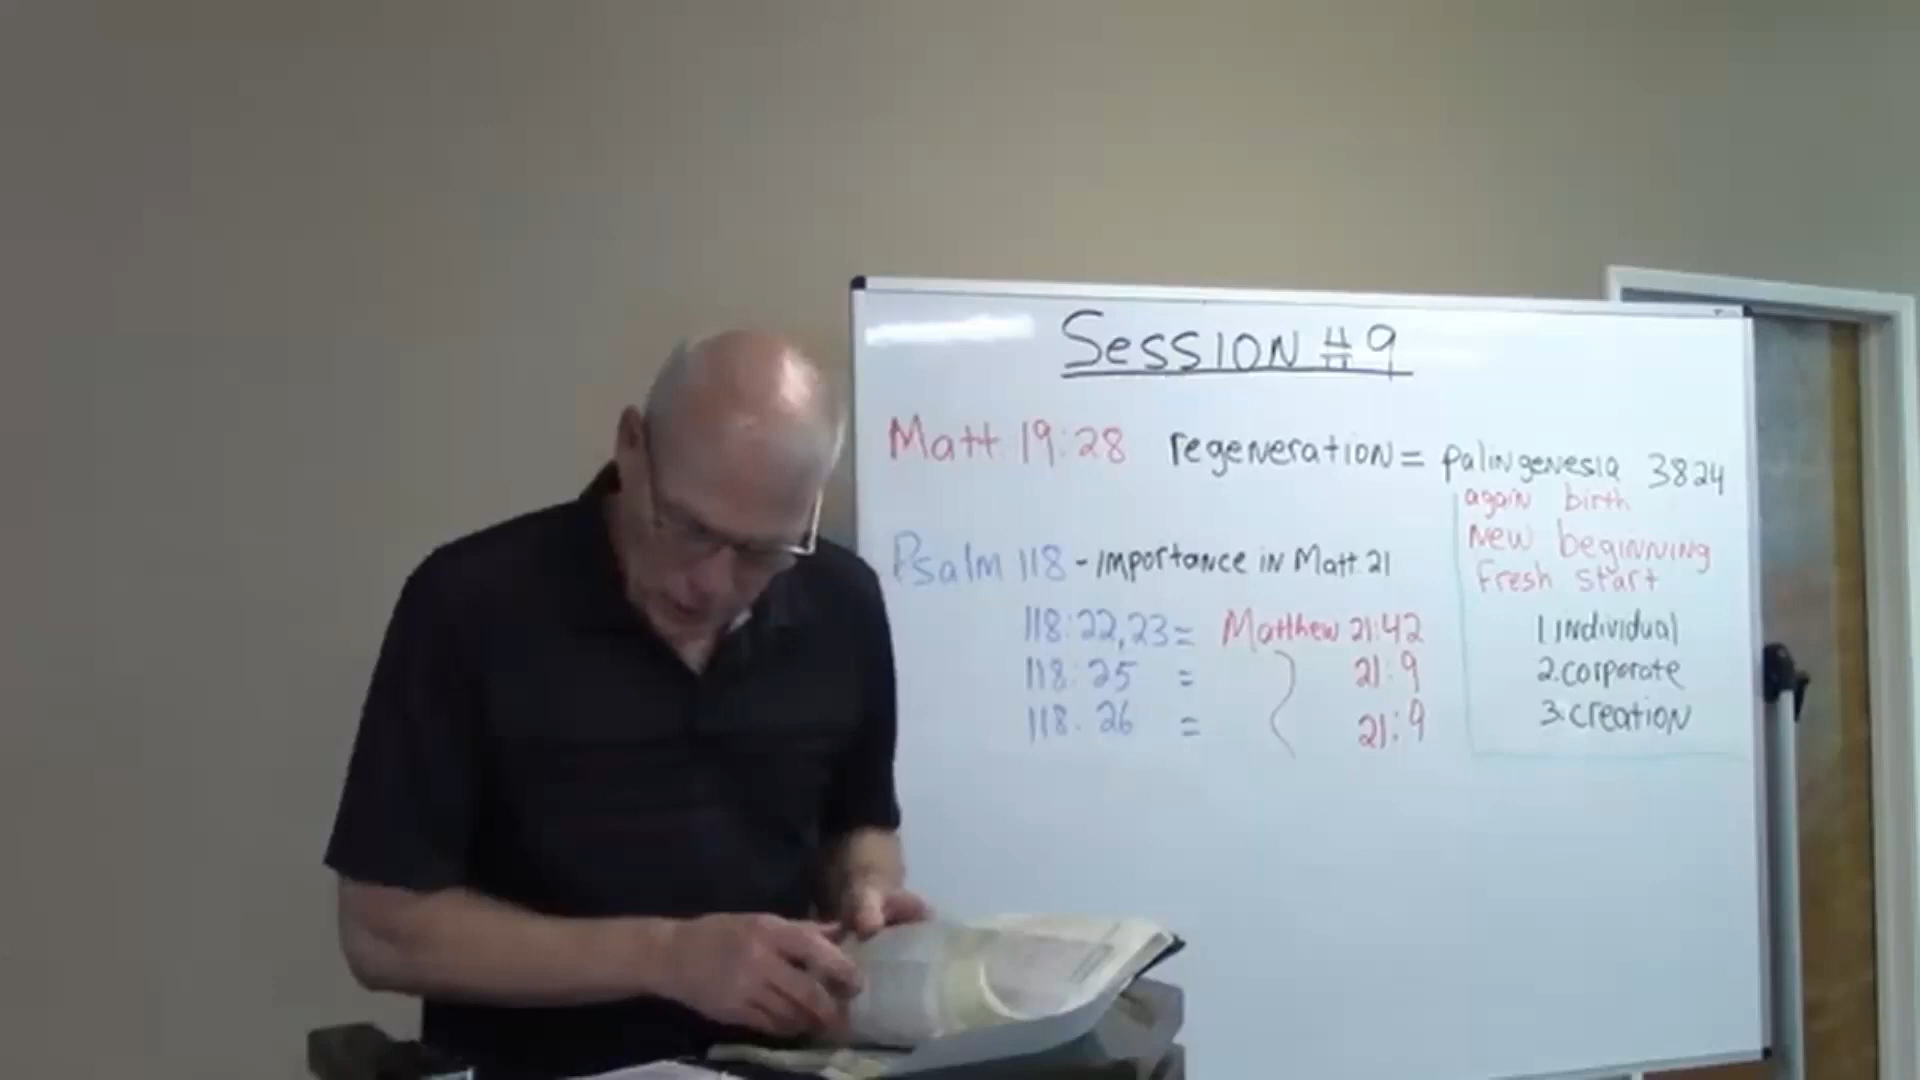 SeSSION #9
Matt. 19:28 regeneration = palingenesia 3824
again birth
New beginning
Fresh start
1. individual
2. corporate
3. creation
Psalm 118 - importance in Matt. 21
118:22,23 = Matthew 21:42
118:25 = 21:9
118:26 = 21:9